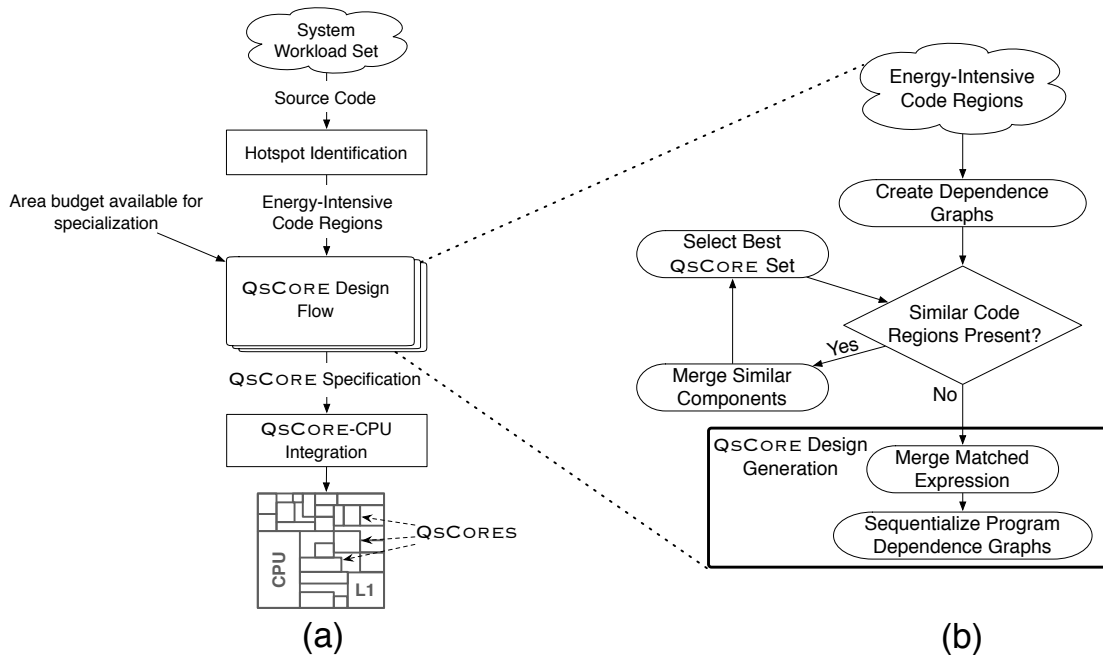 System
Workload Set
Source Code
Hotspot Identification
Energy-Intensive
Code Regions
Area budget available for
specialization
QSCORE Design
Flow
QSCORE Specification
QSCORE-CPU
Integration
QSCORES
CPU
L1
(a)
Energy-Intensive
Code Regions
Create Dependence
Graphs
Select Best
QSCORE Set
Similar Code
Regions Present?
Yes
Merge Similar
Components
No
QSCORE Design
Generation
Merge Matched
Expression
Sequentialize Program
Dependence Graphs
(b)